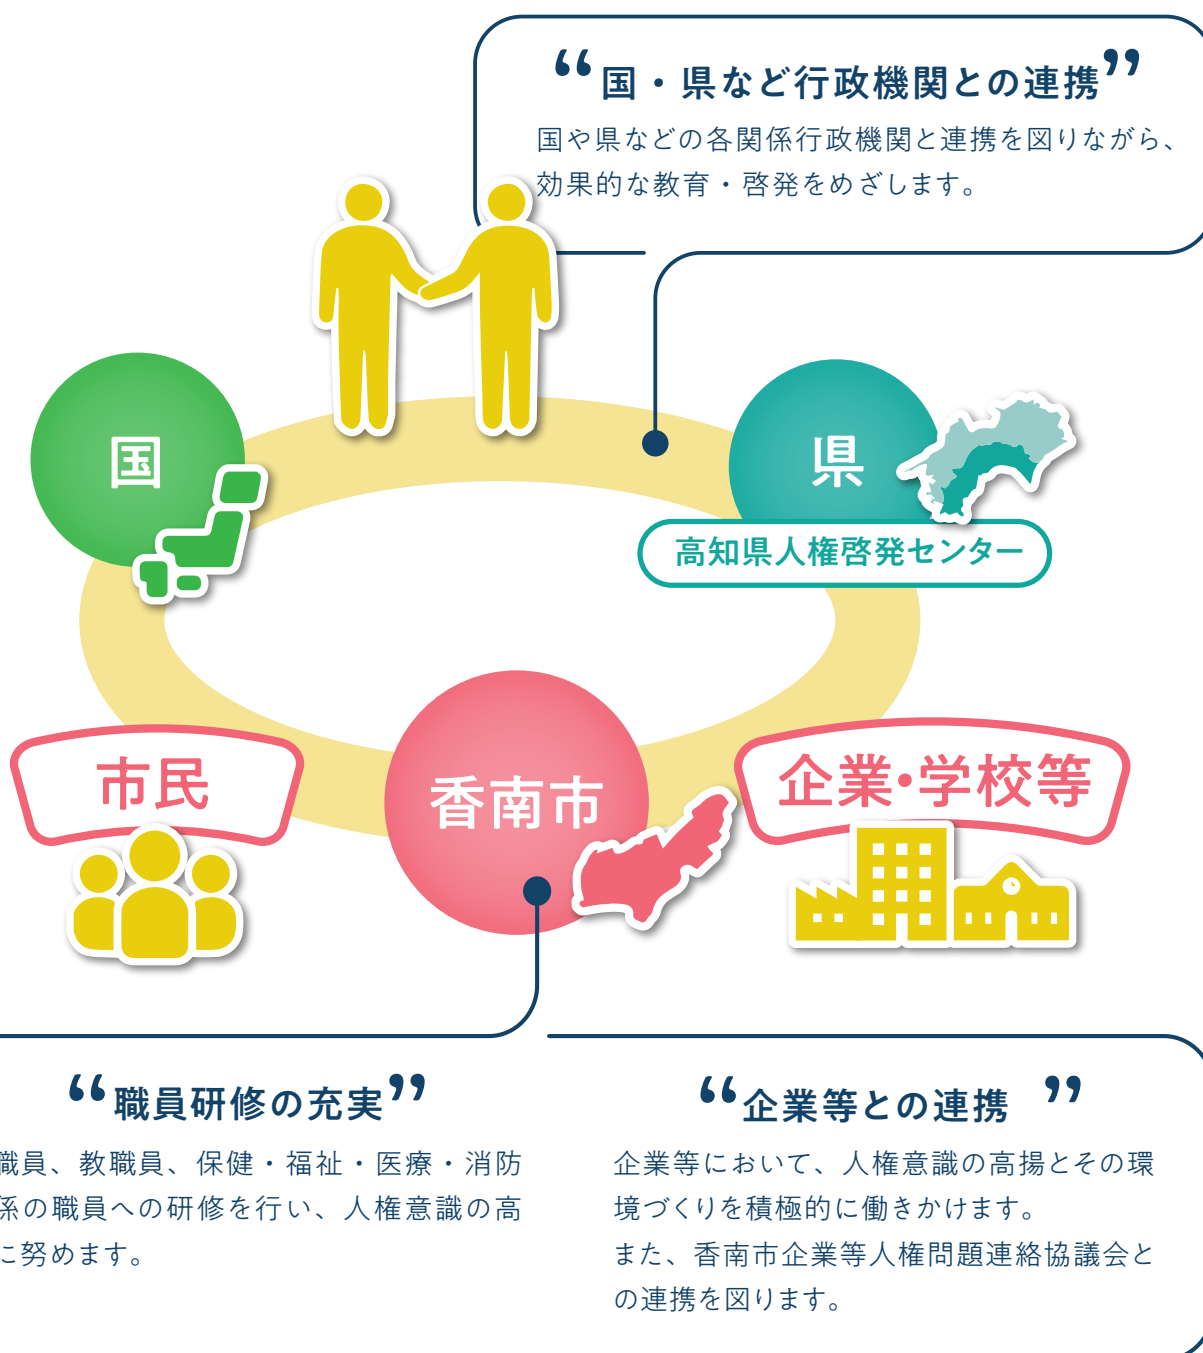 “国・県など行政機関との連携”
国や県などの各関係行政機関と連携を図りながら、
効果的な教育・啓発をめざします。
国
県
高知県人権啓発センター
市民
香南市
企業・学校等
“職員研修の充実”
職員、教職員、保健・福祉・医療・消防
係の職員への研修を行い、人権意識の高
に努めます。
“企業等との連携 ”
企業等において、人権意識の高揚とその環
境づくりを積極的に働きかけます。
また、香南市企業等人権問題連絡協議会と
の連携を図ります。